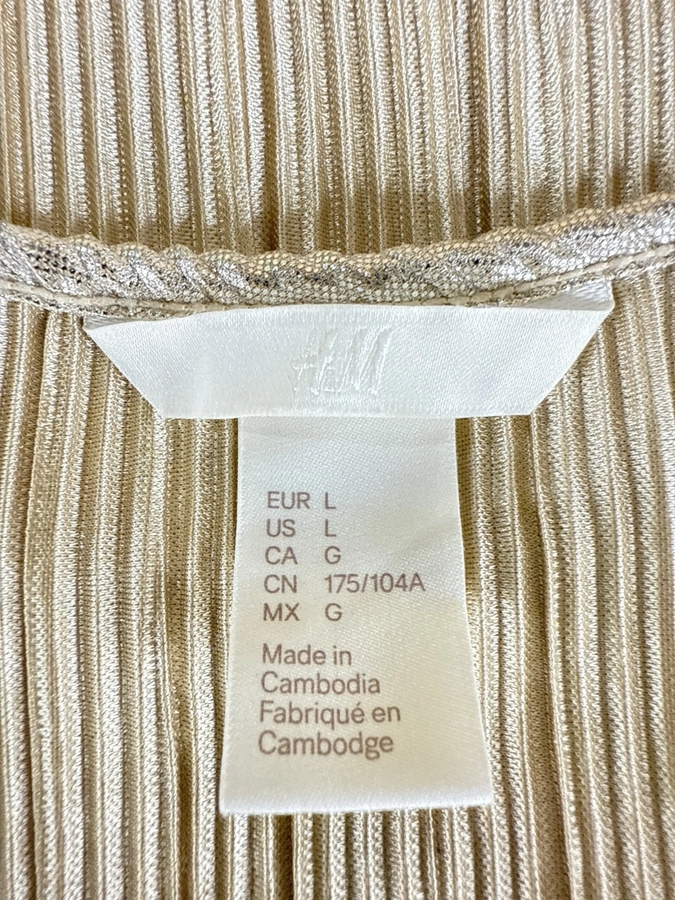 H&M
EUR L
US L
CA G
CN 175/104A
MX G
Made in
Cambodia
Fabriqué en
Cambodge